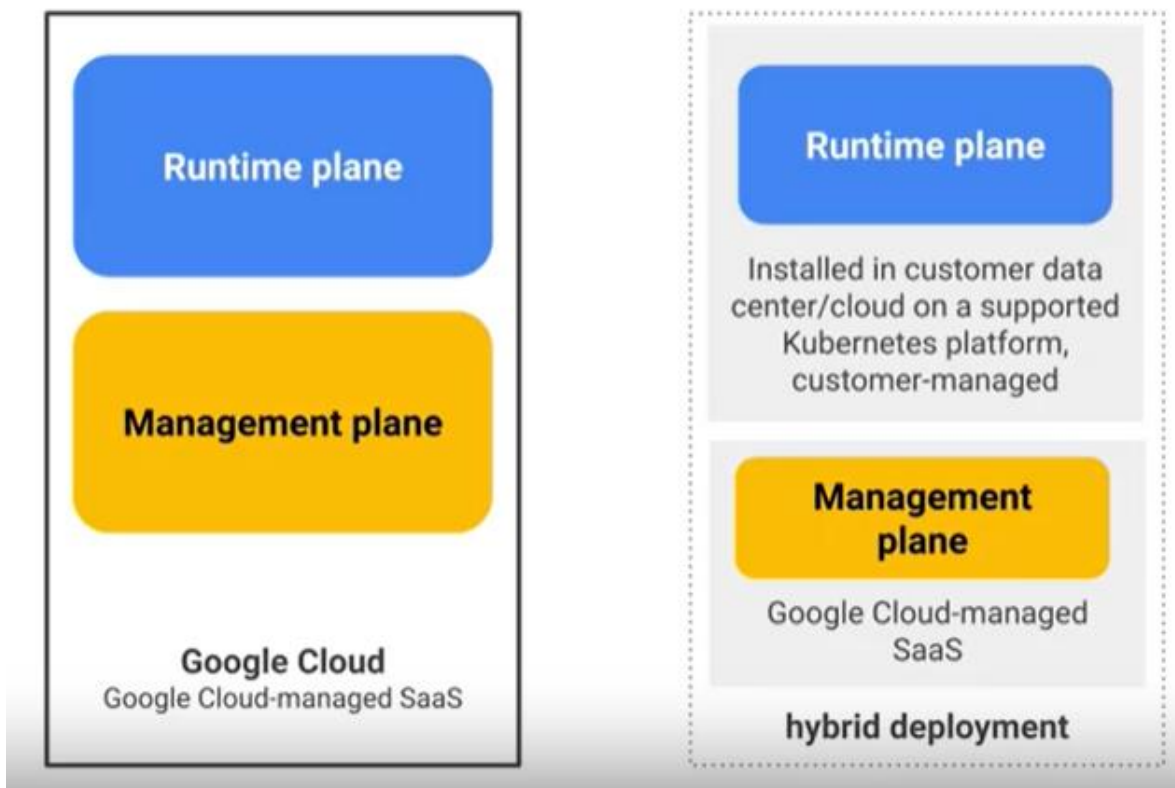 Runtime plane
Management plane
Google Cloud
Google Cloud-managed SaaS
Runtime plane
Installed in customer data
center/cloud on a supported
Kubernetes platform,
customer-managed
Management
plane
Google Cloud-managed
SaaS
hybrid deployment